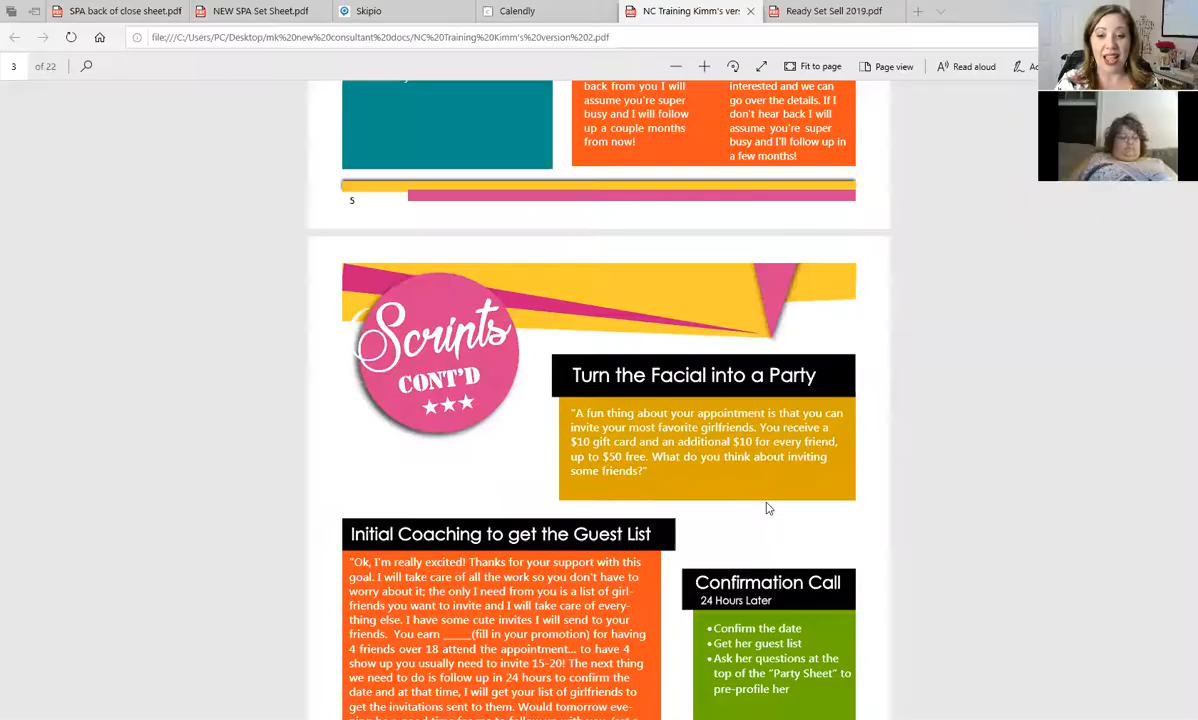 SPA back of close sheet.pdf
NEW SPA Set Sheet.pdf
Skipio
Calendly
NC Training Kimm's ver
Ready Set Sell 2019.pdf
file:///C:/Users/PC/Desktop/mk%20new%20consultant%20docs/NC%20Training%20Kimm's%20version%202.pdf
3 of 22
Fit to page
Page view
Read aloud
back from you I will
assume you're super
busy and I will follow
up a couple months
from now!
interested and we can
go over the details. If I
don't hear back I will
assume you're super
busy and I'll follow up in
a few months!
5
Scripts
CONT'D
Turn the Facial into a Party
"A fun thing about your appointment is that you can
invite your most favorite girlfriends. You receive a
$10 gift card and an additional $10 for every friend,
up to $50 free. What do you think about inviting
some friends?"
Initial Coaching to get the Guest List
"Ok, I'm really excited! Thanks for your support with this
goal. I will take care of all the work so you don't have to
worry about it; the only I need from you is a list of girl-
friends you want to invite and I will take care of every-
thing else. I have some cute invites I will send to your
friends. You earn _____(fill in your promotion) for having
4 friends over 18 attend the appointment... to have 4
show up you usually need to invite 15-20! The next thing
we need to do is follow up in 24 hours to confirm the
date and at that time, I will get your list of girlfriends to
get the invitations sent to them. Would tomorrow eve-
Confirmation Call
24 Hours Later
•Confirm the date
•Get her guest list
•Ask her questions at the
top of the "Party Sheet" to
pre-profile her